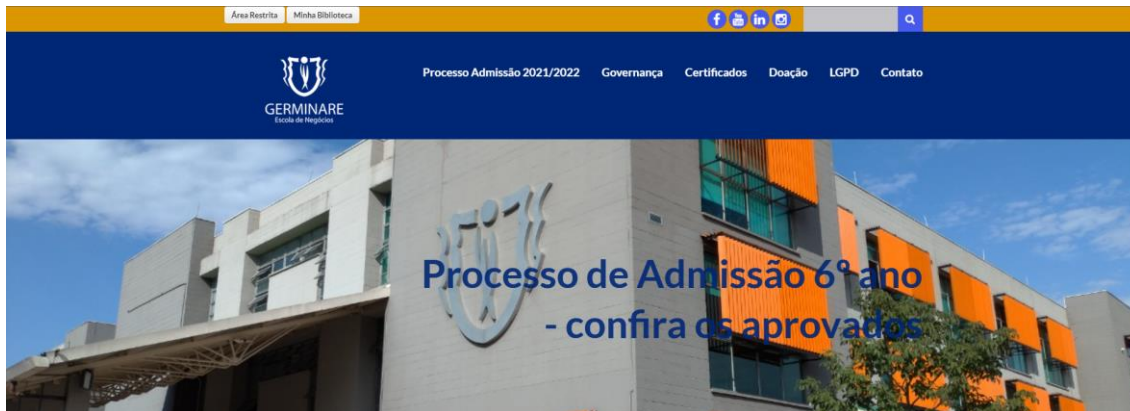 Área Restrita
Minha Biblioteca
Processo Admissão 2021/2022
Governança
Certificados
Doação
LGPD
Contato
GERMINARE
Escola de Negócios
Processo de Admissão 6º ano
- confira os aprovados